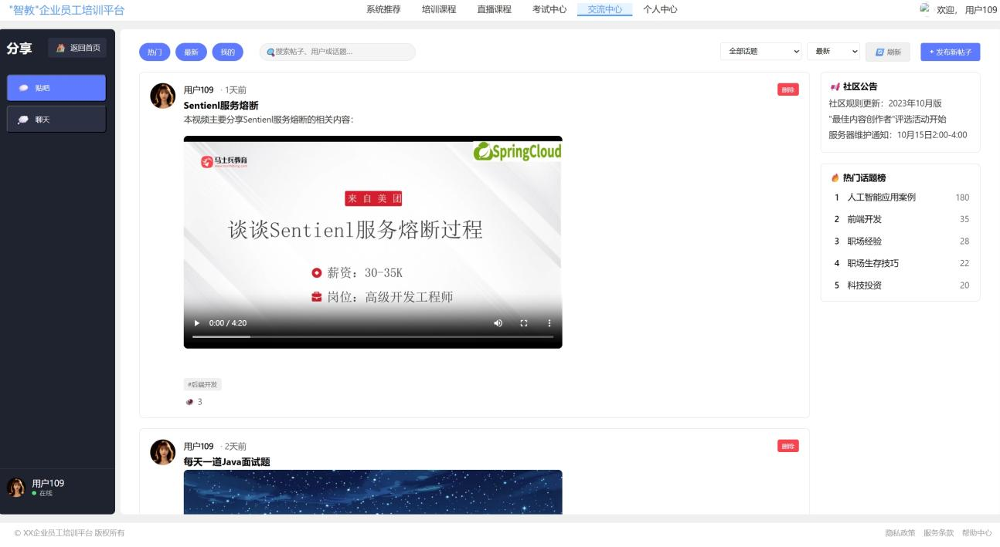 "智教"企业员工培训平台
系统推荐 培训课程 直播课程 考试中心 交流中心 个人中心
欢迎, 用户109
分享
返回首页
贴吧
聊天
用户109
在线
热门 最新 我的
搜索帖子、用户或话题...
全部话题 最新 刷新 + 发布新帖子
用户109 · 1天前
删除
Sentienl服务熔断
本视频主要分享Sentienl服务熔断的相关内容:
马士兵教育
SpringCloud
来自美团
谈谈Sentienl服务熔断过程
薪资: 30-35K
岗位: 高级开发工程师
0:00 / 4:20
#后端开发
3
用户109 · 2天前
删除
每天一道Java面试题
社区公告
社区规则更新: 2023年10月版
"最佳内容创作者"评选活动开始
服务器维护通知: 10月15日2:00-4:00
热门话题榜
1 人工智能应用案例 180
2 前端开发 35
3 职场经验 28
4 职场生存技巧 22
5 科技投资 20
© XX企业员工培训平台 版权所有
隐私政策 服务条款 帮助中心